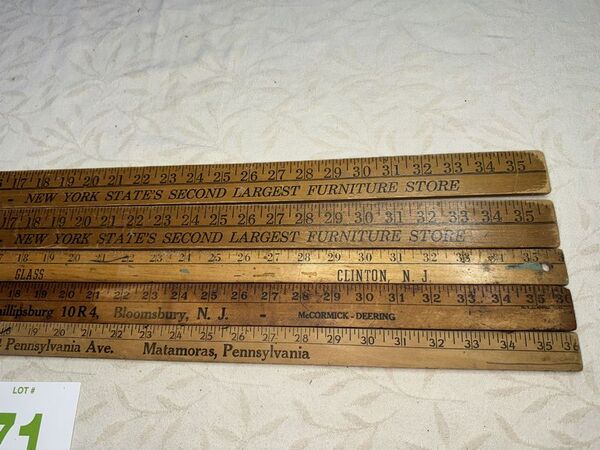 17 18 19 20 21 22 23 24 25 26 27 28 29 30 31 32 33 34 35
- NEW YORK STATE'S SECOND LARGEST FURNITURE STORE
17 18 19 20 21 22 23 24 25 26 27 28 29 30 31 32 33 34 35
- NEW YORK STATE'S SECOND LARGEST FURNITURE STORE
18 19 20 21 22 23 24 25 26 27 28 29 30 31 32 33 34 35
GLASS CLINTON, N. J.
18 19 20 21 22 23 24 25 26 27 28 29 30 31 32 33 34 35
hillipsburg 10R4, Bloomsbury, N. J. - McCORMICK-DEERING
18 19 20 21 22 23 24 25 26 27 28 29 30 31 32 33 34 35 36
Pennsylvania Ave. Matamoras, Pennsylvania
LOT #
71